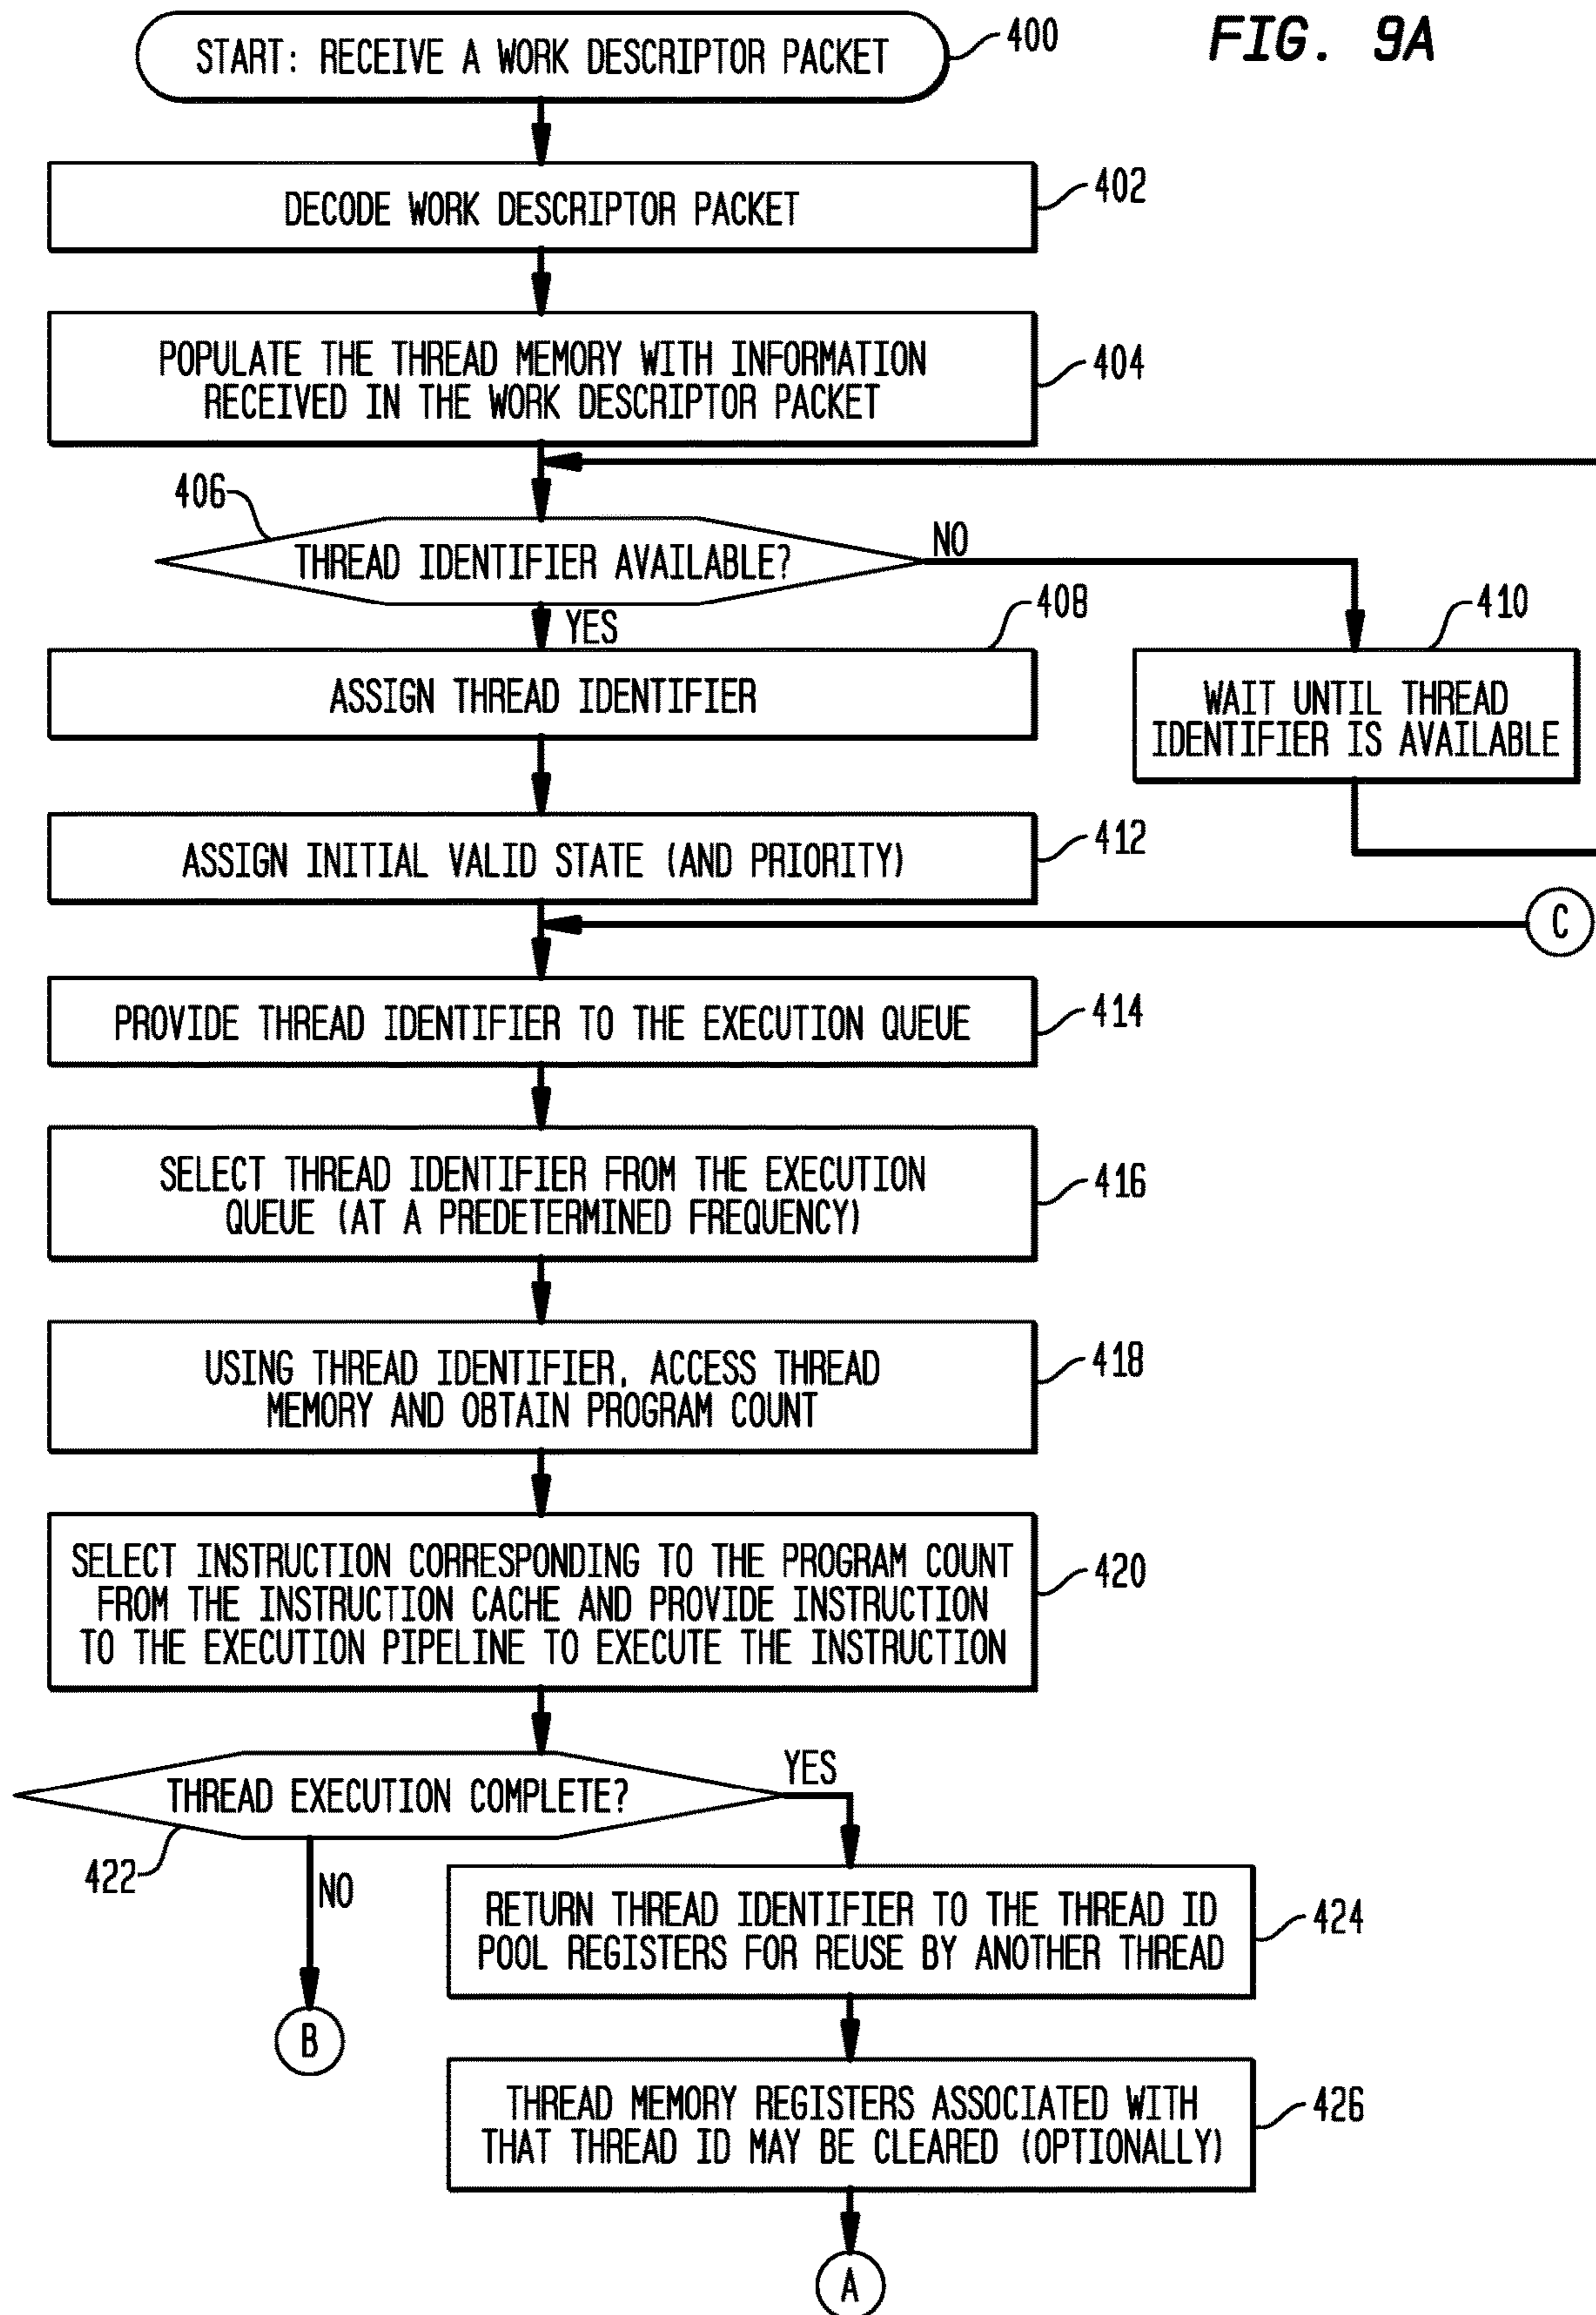 START: RECEIVE A WORK DESCRIPTOR PACKET
400
FIG. 9A
DECODE WORK DESCRIPTOR PACKET
402
POPULATE THE THREAD MEMORY WITH INFORMATION
RECEIVED IN THE WORK DESCRIPTOR PACKET
404
406
THREAD IDENTIFIER AVAILABLE?
NO
YES
408
410
ASSIGN THREAD IDENTIFIER
WAIT UNTIL THREAD
IDENTIFIER IS AVAILABLE
ASSIGN INITIAL VALID STATE (AND PRIORITY)
412
C
PROVIDE THREAD IDENTIFIER TO THE EXECUTION QUEUE
414
SELECT THREAD IDENTIFIER FROM THE EXECUTION
QUEUE (AT A PREDETERMINED FREQUENCY)
416
USING THREAD IDENTIFIER, ACCESS THREAD
MEMORY AND OBTAIN PROGRAM COUNT
418
SELECT INSTRUCTION CORRESPONDING TO THE PROGRAM COUNT
FROM THE INSTRUCTION CACHE AND PROVIDE INSTRUCTION
TO THE EXECUTION PIPELINE TO EXECUTE THE INSTRUCTION
420
THREAD EXECUTION COMPLETE?
YES
422
NO
RETURN THREAD IDENTIFIER TO THE THREAD ID
POOL REGISTERS FOR REUSE BY ANOTHER THREAD
424
B
THREAD MEMORY REGISTERS ASSOCIATED WITH
THAT THREAD ID MAY BE CLEARED (OPTIONALLY)
426
A